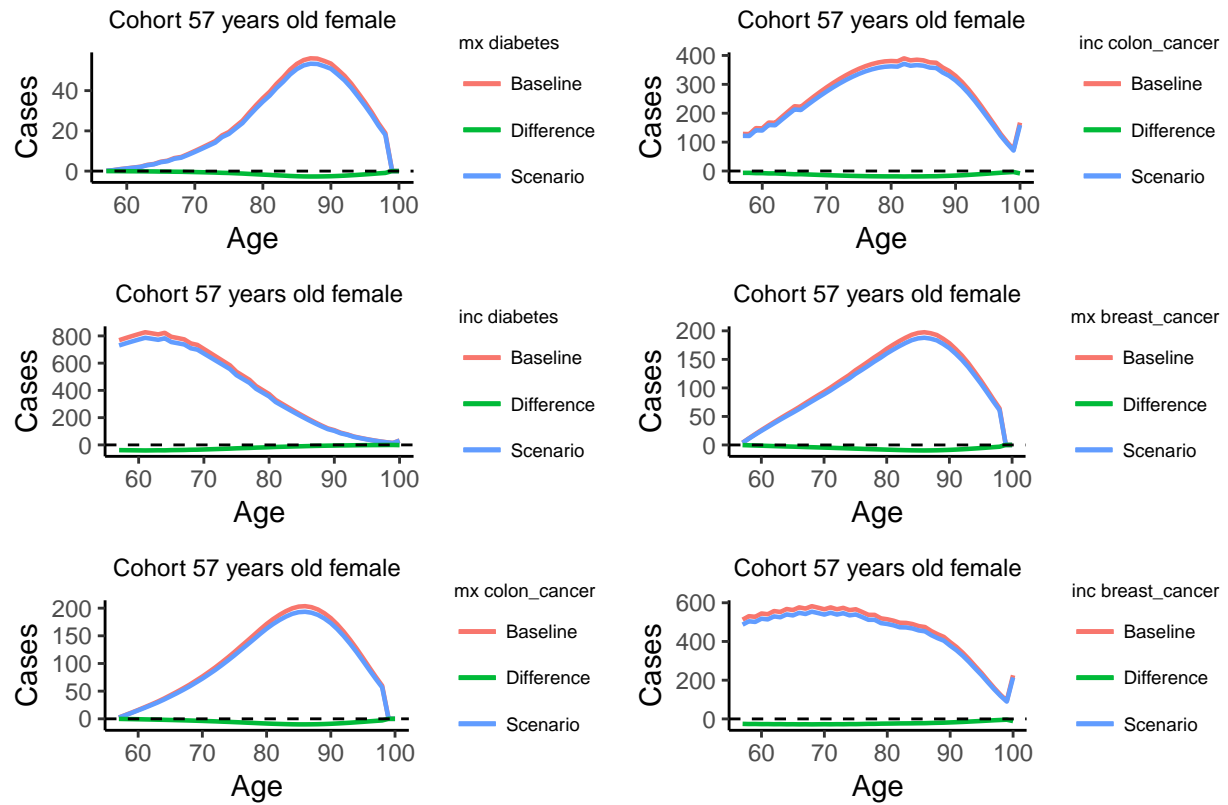 Cohort 57 years old female
mx diabetes
Baseline
Difference
Scenario
Cases
40
20
0
60 70 80 90 100
Age
Cohort 57 years old female
inc colon_cancer
Baseline
Difference
Scenario
Cases
400
300
200
100
0
60 70 80 90 100
Age
Cohort 57 years old female
inc diabetes
Baseline
Difference
Scenario
Cases
800
600
400
200
0
60 70 80 90 100
Age
Cohort 57 years old female
mx breast_cancer
Baseline
Difference
Scenario
Cases
200
150
100
50
0
60 70 80 90 100
Age
Cohort 57 years old female
mx colon_cancer
Baseline
Difference
Scenario
Cases
200
150
100
50
0
60 70 80 90 100
Age
Cohort 57 years old female
inc breast_cancer
Baseline
Difference
Scenario
Cases
600
400
200
0
60 70 80 90 100
Age